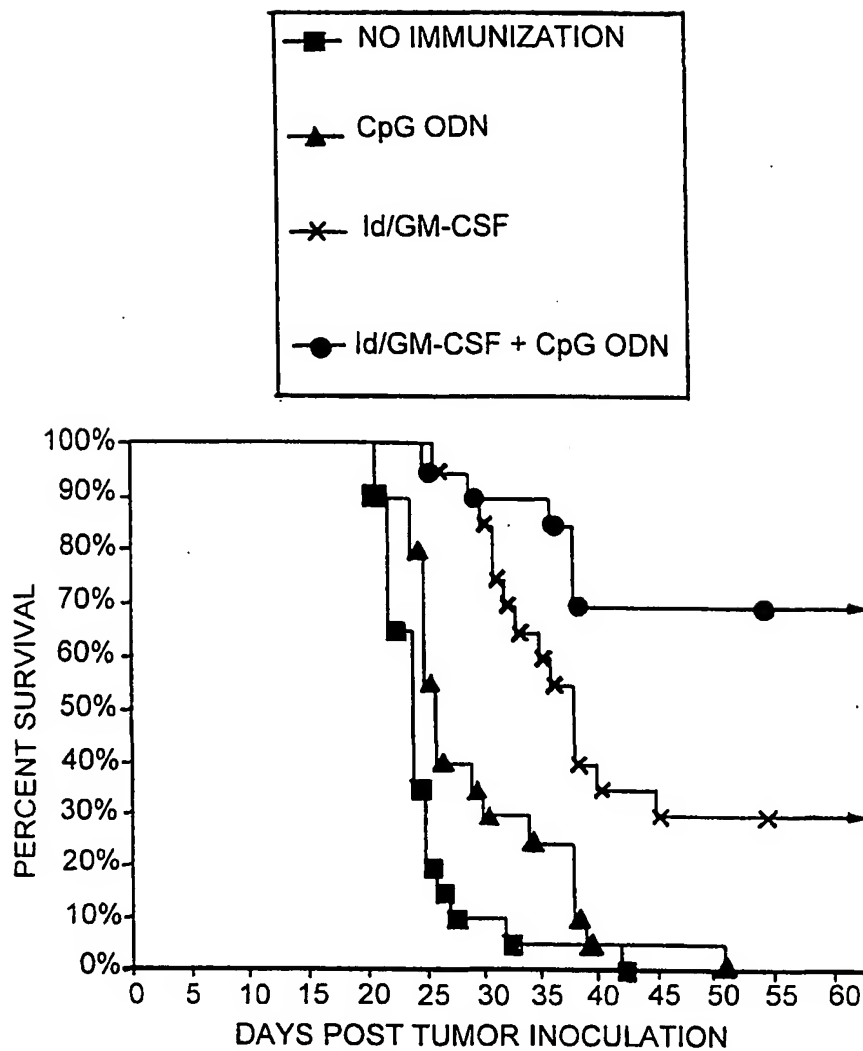 NO IMMUNIZATION
CpG ODN
Id/GM-CSF
Id/GM-CSF + CpG ODN
100%
90%
80%
70%
60%
50%
40%
30%
20%
10%
0%
PERCENT SURVIVAL
0 5 10 15 20 25 30 35 40 45 50 55 60
DAYS POST TUMOR INOCULATION